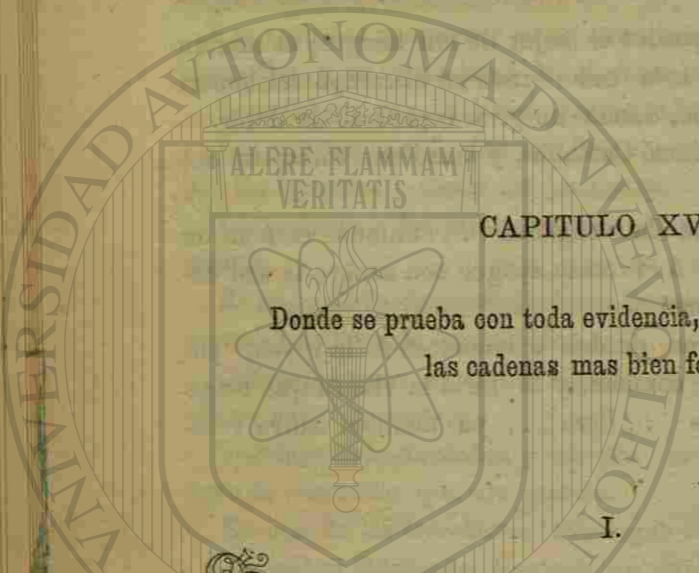 ALERE FLAMMAM
VERITATIS
UNIVERSIDAD AUTONOMA DE NUEVO LEON
CAPITULO XV
Donde se prueba con toda evidencia,
las cadenas mas bien
I.